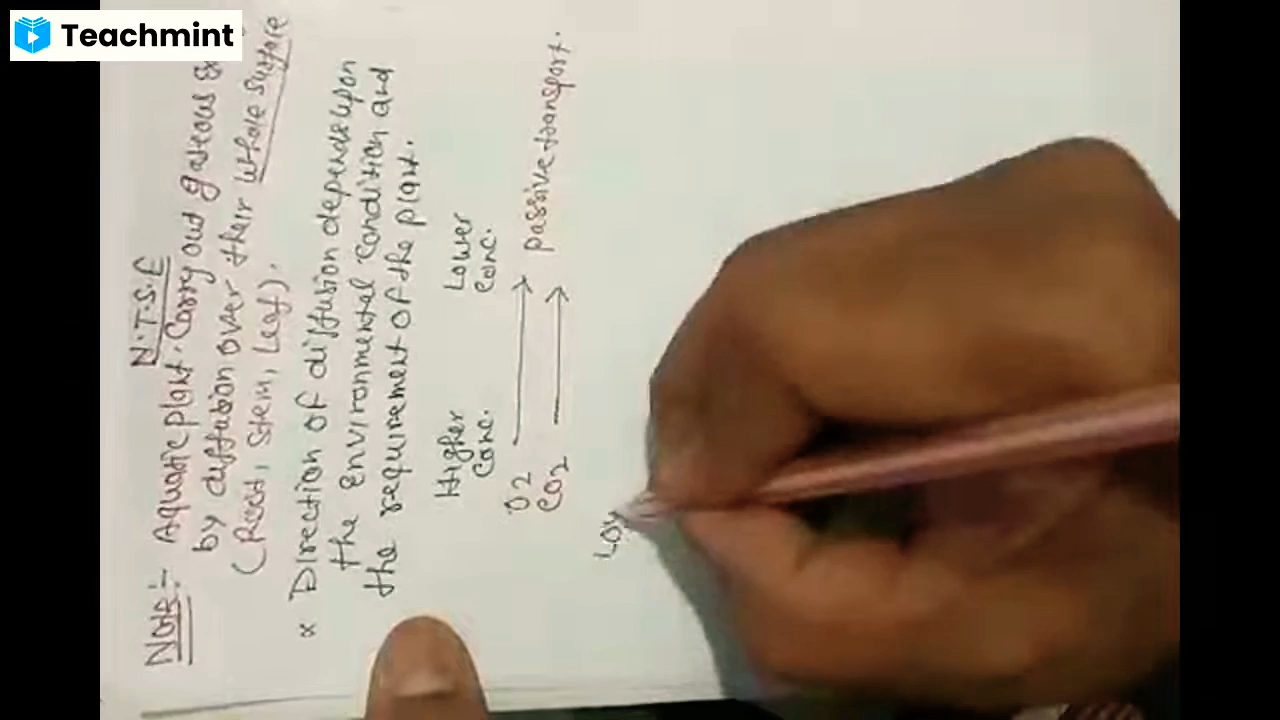 Teachmint
N.T.S.E
Note:- Aquatic plant. Carry out gaseous
by diffusion over their whole surface
(Root, Stem, Leaf).
× Direction of diffusion depends upon
the environmental condition and
the requirement of the plant.
Higher Lower
Conc. Conc.
O2 → passive transport.
CO2 →